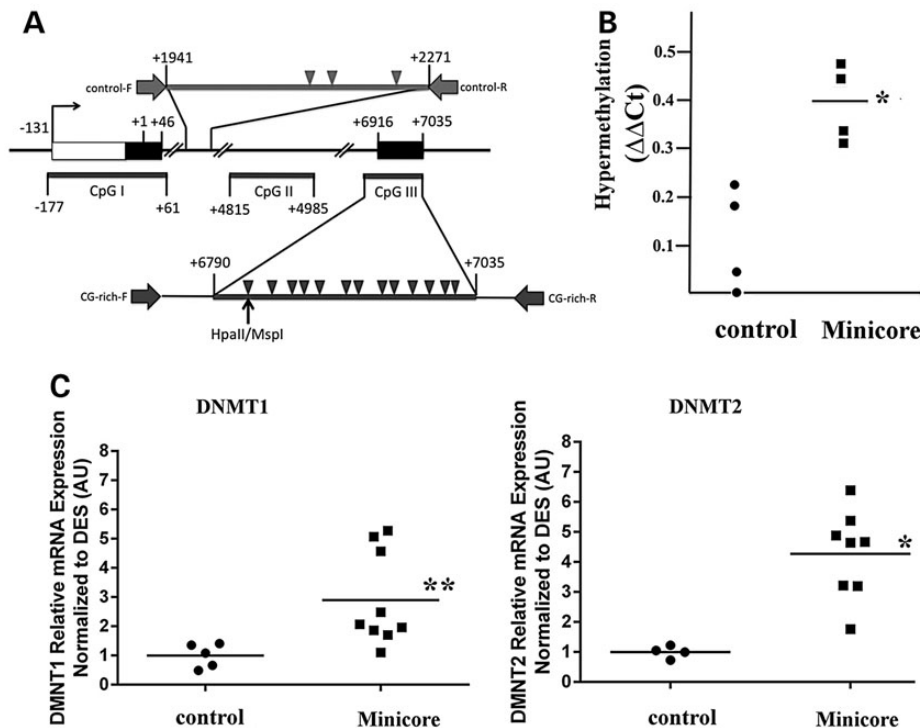 A
+1941
+2271
control-F
control-R
-131
+1
+46
+6916
+7035
CpG I
CpG II
CpG III
-177
+61
+4815
+4985
+6790
+7035
CG-rich-F
CG-rich-R
HpaII/MspI
B
Hypermethylation
(ΔΔCt)
0.5
0.4
0.3
0.2
0.1
*
control
Minicore
C
DNMT1
DMNT1 Relative mRNA Expression
Normalized to DES (AU)
8
7
6
5
4
3
2
1
0
**
control
Minicore
DNMT2
DMNT2 Relative mRNA Expression
Normalized to DES (AU)
8
7
6
5
4
3
2
1
0
*
control
Minicore